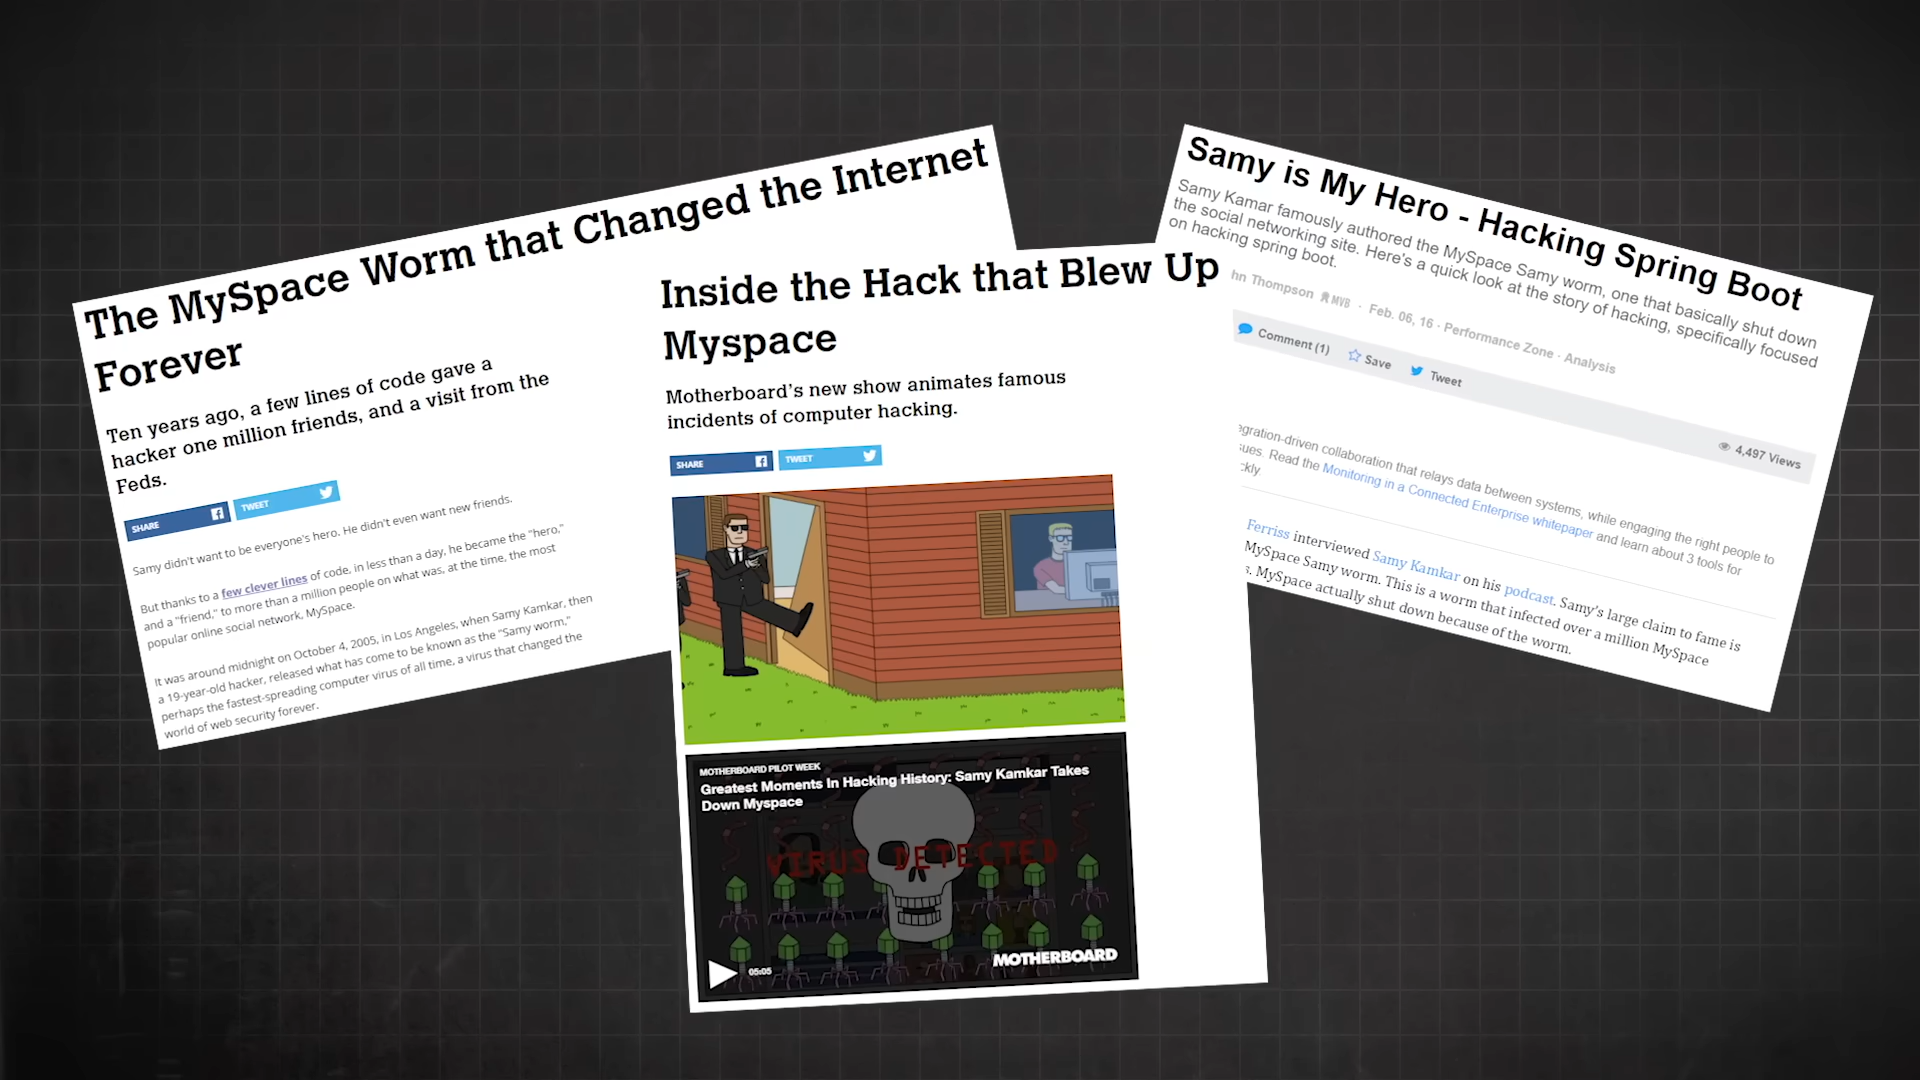 The MySpace Worm that Changed the Internet
Forever
Ten years ago, a few lines of code gave a
hacker one million friends, and a visit from the
Feds.
SHARE
TWEET
Samy didn't want to be everyone's hero. He didn't even want new friends.
But thanks to a few clever lines of code, in less than a day, he became the "hero,"
and a "friend," to more than a million people on what was, at the time, the most
popular online social network, MySpace.
It was around midnight on October 4, 2005, in Los Angeles, when Samy Kamkar, then
a 19-year-old hacker, released what has come to be known as the "Samy worm,"
perhaps the fastest-spreading computer virus of all time, a virus that changed the
world of web security forever.
Inside the Hack that Blew Up
Myspace
Motherboard's new show animates famous
incidents of computer hacking.
SHARE
TWEET
MOTHERBOARD PILOT WEEK
Greatest Moments In Hacking History: Samy Kamkar Takes
Down Myspace
VIRUS DETECTED
05:05
MOTHERBOARD
Samy is My Hero - Hacking Spring Boot
Samy Kamar famously authored the MySpace Samy worm, one that basically shut down
the social networking site. Here's a quick look at the story of hacking, specifically focused
on hacking spring boot.
hn Thompson MVB · Feb. 06, 16 · Performance Zone · Analysis
Comment (1) Save Tweet
4,497 Views
egration-driven collaboration that relays data between systems, while engaging the right people to
sues. Read the Monitoring in a Connected Enterprise whitepaper and learn about 3 tools for
ckly
Ferriss interviewed Samy Kamkar on his podcast. Samy's large claim to fame is
MySpace Samy worm. This is a worm that infected over a million MySpace
s. MySpace actually shut down because of the worm.